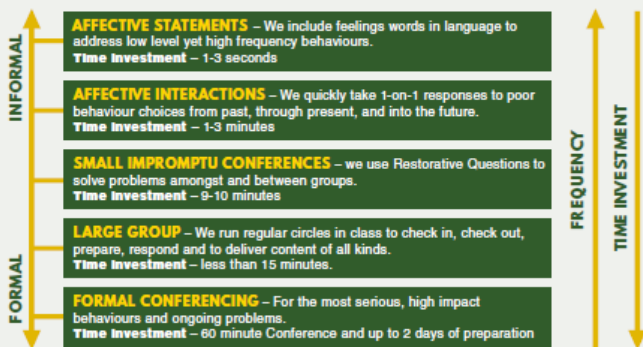 INFORMAL
FORMAL
AFFECTIVE STATEMENTS – We include feelings words in language to
address low level yet high frequency behaviours.
Time Investment – 1-3 seconds
AFFECTIVE INTERACTIONS – We quickly take 1-on-1 responses to poor
behaviour choices from past, through present, and into the future.
Time Investment – 1-3 minutes
SMALL IMPROMPTU CONFERENCES – we use Restorative Questions to
solve problems amongst and between groups.
Time Investment – 9-10 minutes
LARGE GROUP – We run regular circles in class to check in, check out,
prepare, respond and to deliver content of all kinds.
Time Investment – less than 15 minutes.
FORMAL CONFERENCING – For the most serious, high impact
behaviours and ongoing problems.
Time Investment – 60 minute Conference and up to 2 days of preparation
FREQUENCY
TIME INVESTMENT